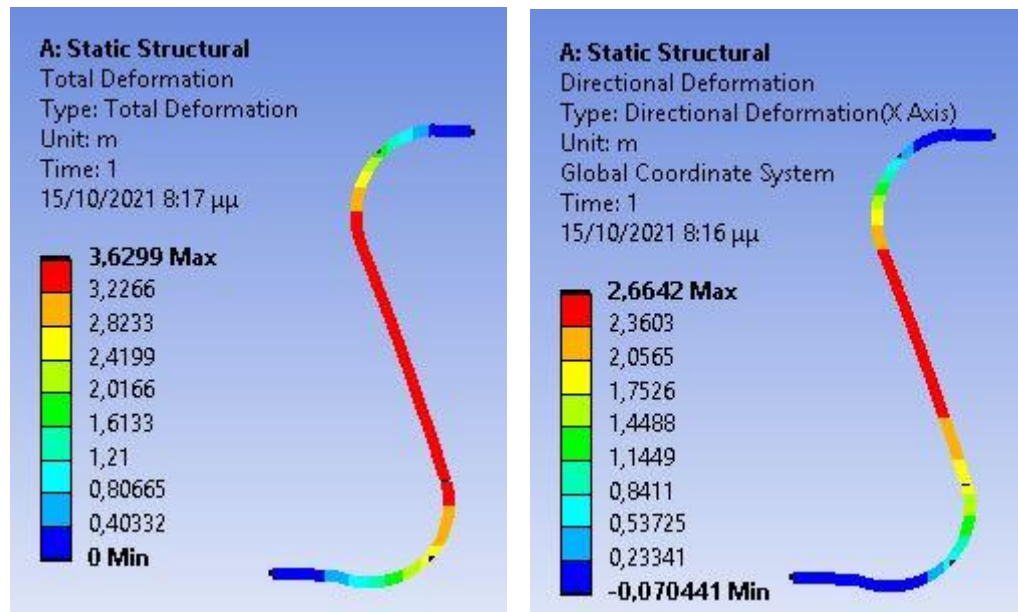 A: Static Structural
Total Deformation
Type: Total Deformation
Unit: m
Time: 1
15/10/2021 8:17 μμ
3,6299 Max
3,2266
2,8233
2,4199
2,0166
1,6133
1,21
0,80665
0,40332
0 Min
A: Static Structural
Directional Deformation
Type: Directional Deformation(X Axis)
Unit: m
Global Coordinate System
Time: 1
15/10/2021 8:16 μμ
2,6642 Max
2,3603
2,0565
1,7526
1,4488
1,1449
0,8411
0,53725
0,23341
-0,070441 Min